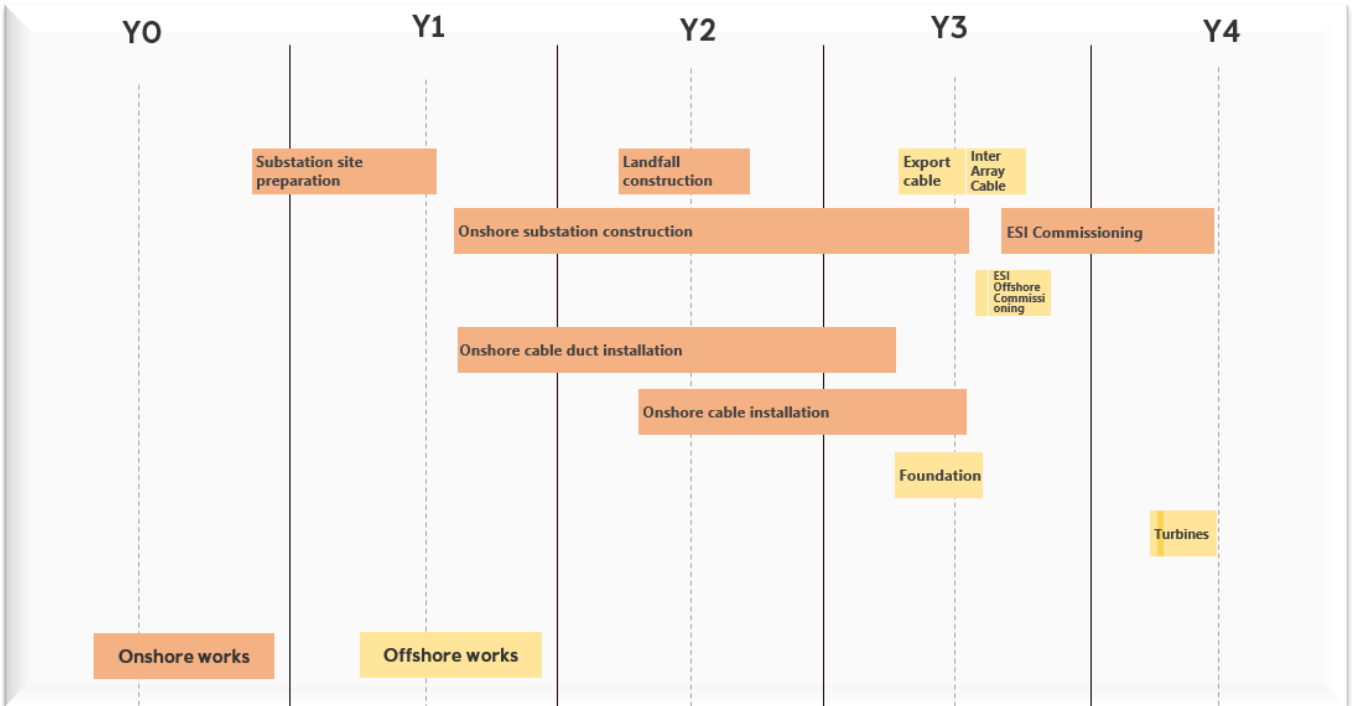 Y0
Y1
Y2
Y3
Y4
Substation site
preparation
Landfall
construction
Export
cable
Inter
Array
Cable
Onshore substation construction
ESI Commissioning
ESI
Offshore
Commissi
oning
Onshore cable duct installation
Onshore cable installation
Foundation
Turbines
Onshore works
Offshore works